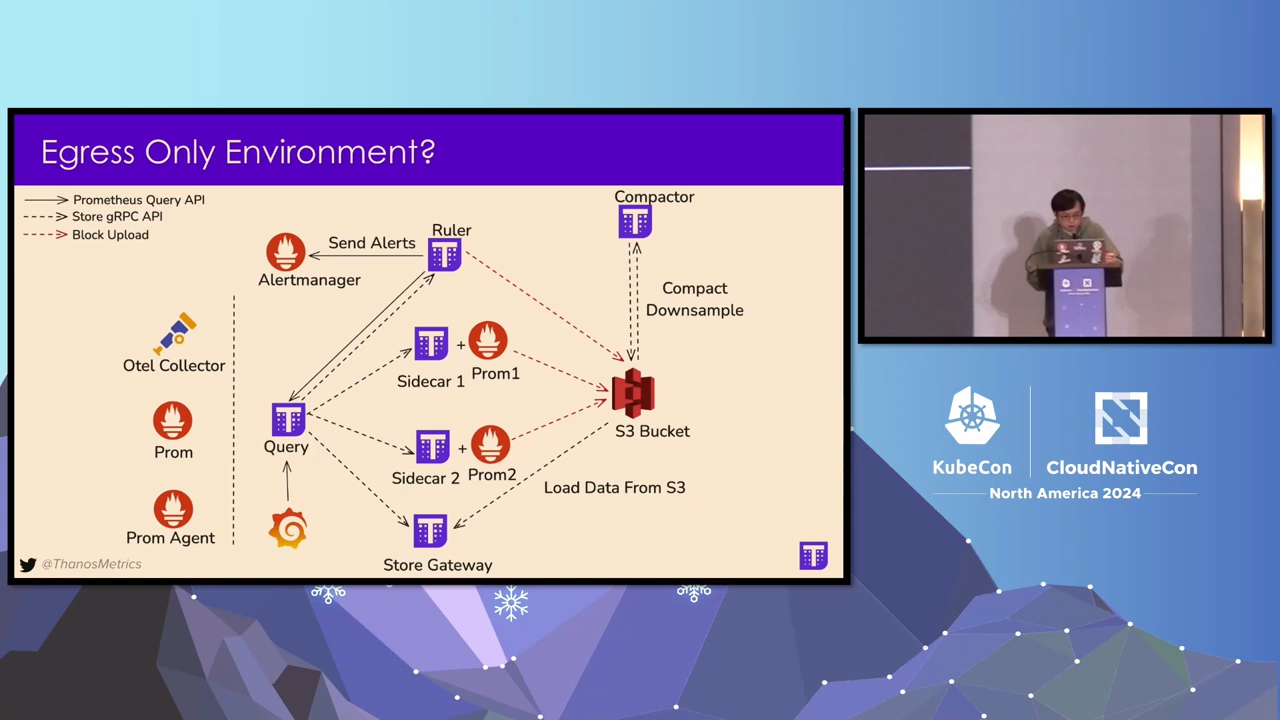 Egress Only Environment?
Prometheus Query API
Store gRPC API
Block Upload
Compactor
Ruler
Send Alerts
Alertmanager
Compact
Downsample
Otel Collector
Sidecar 1
+
Prom1
Prom
Query
S3 Bucket
Sidecar 2
+
Prom2
Load Data From S3
Prom Agent
Store Gateway
@ThanosMetrics
KubeCon
CloudNativeCon
North America 2024